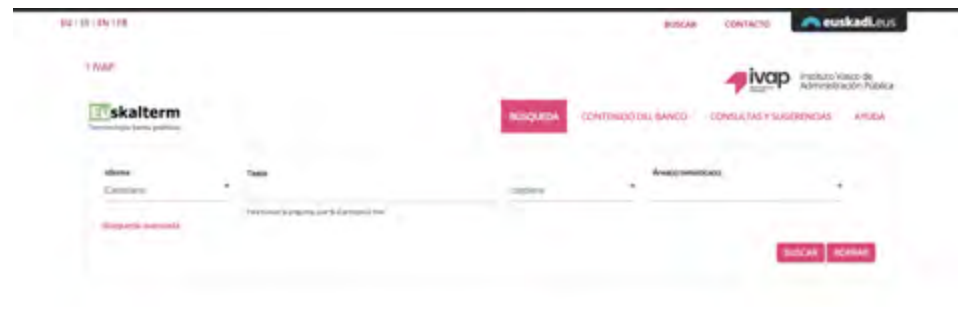 EU | ES | EN | FR
BUSCAR CONTACTO euskadi.eus
IVAP
ivap Instituto Vasco de
Administración Pública
Euskalterm
BÚSQUEDA CONTENIDO DEL BANCO CONSULTAS Y SUGERENCIAS AYUDA
Idioma Texto Área(s) temática(s)
Castellano
Búsqueda avanzada
BUSCAR BORRAR